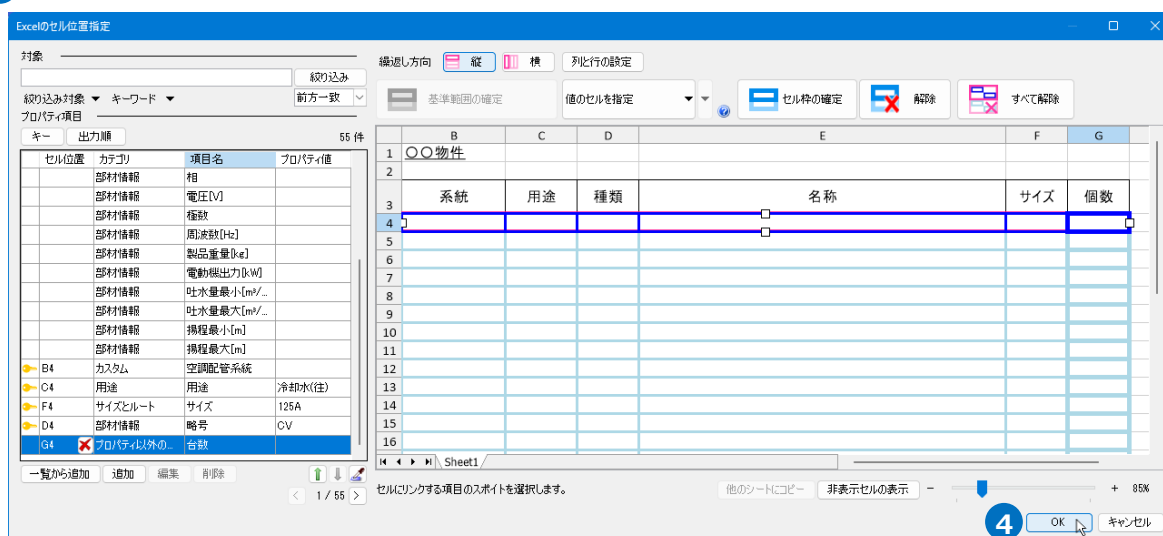 Excelのセル位置指定
対象
絞り込み
絞り込み対象 ▼ キーワード ▼ 前方一致
プロパティ項目
キー 出力順 55 件
セル位置 カテゴリ 項目名 プロパティ値
部材情報 相
部材情報 電圧[V]
部材情報 極数
部材情報 周波数[Hz]
部材情報 製品重量[kg]
部材情報 電動機出力[kW]
部材情報 吐水量最小[m³/...
部材情報 吐水量最大[m³/...
部材情報 揚程最小[m]
部材情報 揚程最大[m]
B4 カスタム 空調配管系統
C4 用途 用途 冷却水(往)
F4 サイズとルート サイズ 125A
D4 部材情報 略号 CV
G4 プロパティ以外の... 台数
一覧から追加 追加 編集 削除
< 1 / 55 >
繰返し方向 縦 横 列と行の設定
基準範囲の確定 値のセルを指定 セル枠の確定 解除 すべて解除
B C D E F G
1 〇〇物件
2
3 系統 用途 種類 名称 サイズ 個数
4
5
6
7
8
9
10
11
12
13
14
15
16
Sheet1
セルにリンクする項目のスポイトを選択します。 他のシートにコピー 非表示セルの表示 − + 85%
4 OK キャンセル